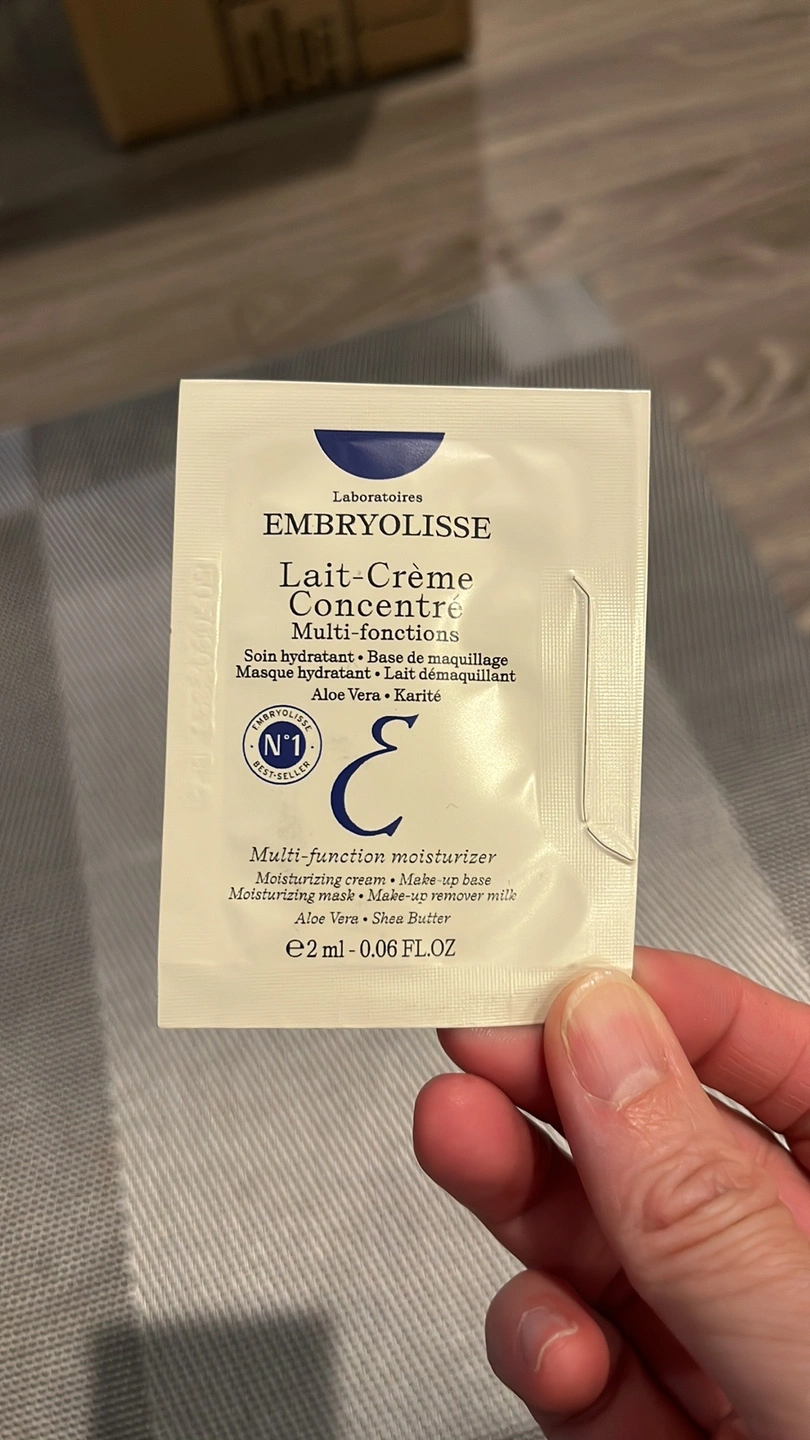 Laboratoires
EMBRYOLISSE
Lait-Crème
Concentré
Multi-fonctions
Soin hydratant • Base de maquillage
Masque hydratant • Lait démaquillant
Aloe Vera • Karité
EMBRYOLISSE
N°1
BEST-SELLER
Multi-function moisturizer
Moisturizing cream • Make-up base
Moisturizing mask • Make-up remover milk
Aloe Vera • Shea Butter
℮2 ml - 0.06 FL.OZ